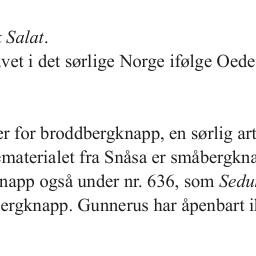 Salat.
vet i det sørlige Norge ifølge Oede
er for broddbergknapp, en sørlig art
materialet fra Snåsa er småbergkna
napp også under nr. 636, som Sedu
ergknapp. Gunnerus har åpenbart i